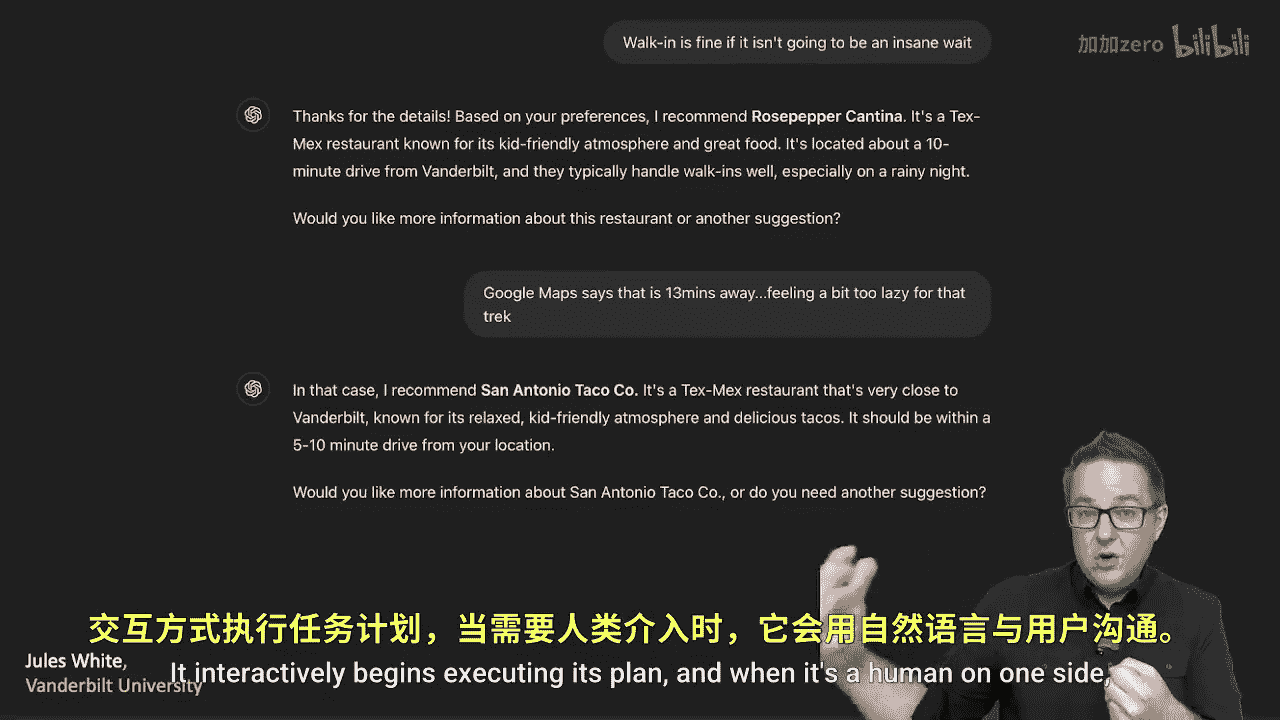 Walk-in is fine if it isn't going to be an insane wait
加加zero bilibili
Thanks for the details! Based on your preferences, I recommend Rosepepper Cantina. It's a Tex-
Mex restaurant known for its kid-friendly atmosphere and great food. It's located about a 10-
minute drive from Vanderbilt, and they typically handle walk-ins well, especially on a rainy night.
Would you like more information about this restaurant or another suggestion?
Google Maps says that is 13mins away...feeling a bit too lazy for that
trek
In that case, I recommend San Antonio Taco Co. It's a Tex-Mex restaurant that's very close to
Vanderbilt, known for its relaxed, kid-friendly atmosphere and delicious tacos. It should be within a
5-10 minute drive from your location.
Would you like more information about San Antonio Taco Co., or do you need another suggestion?
交互方式执行任务计划，当需要人类介入时，它会用自然语言与用户沟通。
Jules White,
Vanderbilt University
It interactively begins executing its plan, and when it's a human on one side,